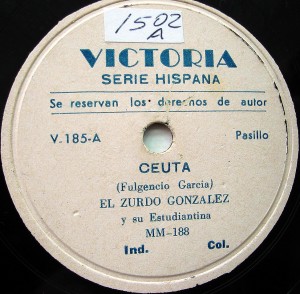 1502
A
VICTORIA
SERIE HISPANA
Se reservan los derechos de autor
V. 185-A Pasillo
CEUTA
(Fulgencio García)
EL ZURDO GONZALEZ
y su Estudiantina
MM-188
Ind. Col.